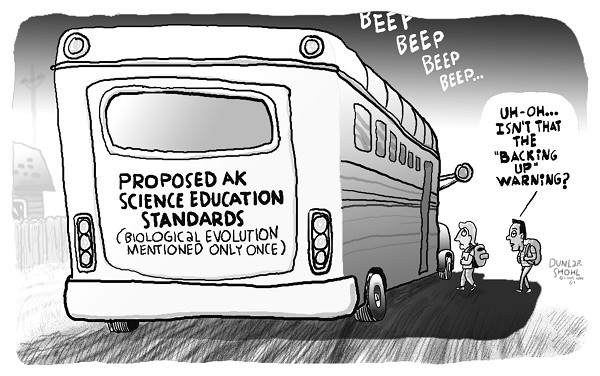 BEEP
BEEP
BEEP
BEEP...
UH-OH...
ISN'T THAT
THE
"BACKING
UP"
WARNING?
PROPOSED AK
SCIENCE EDUCATION
STANDARDS
(BIOLOGICAL EVOLUTION
MENTIONED ONLY ONCE)
DUNLAP
SHOHL